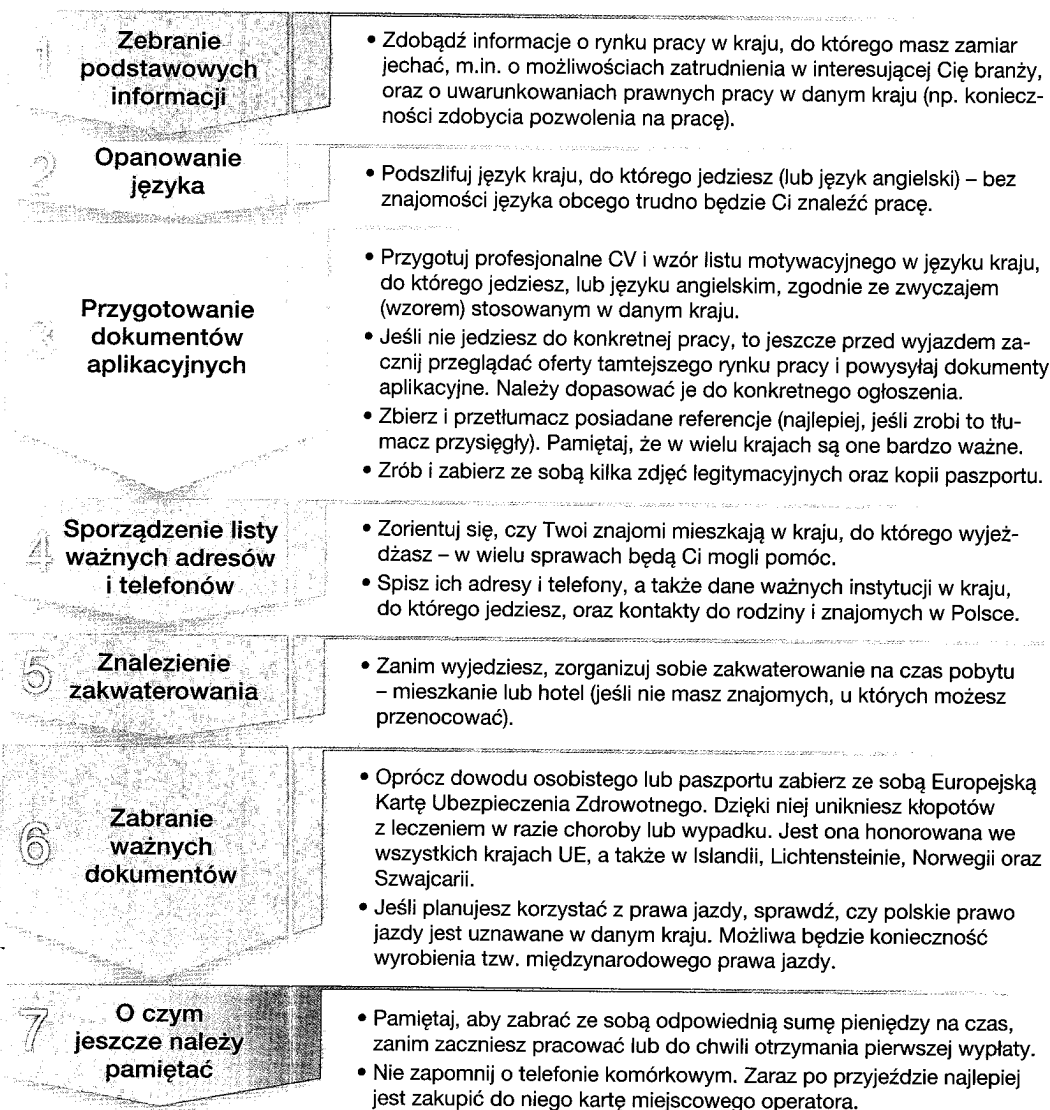 1
Zebranie
podstawowych
informacji
• Zdobądź informacje o rynku pracy w kraju, do którego masz zamiar
jechać, m.in. o możliwościach zatrudnienia w interesującej Cię branży,
oraz o uwarunkowaniach prawnych pracy w danym kraju (np. koniecz-
ności zdobycia pozwolenia na pracę).
2
Opanowanie
języka
• Podszlifuj język kraju, do którego jedziesz (lub język angielski) – bez
znajomości języka obcego trudno będzie Ci znaleźć pracę.
3
Przygotowanie
dokumentów
aplikacyjnych
• Przygotuj profesjonalne CV i wzór listu motywacyjnego w języku kraju,
do którego jedziesz, lub języku angielskim, zgodnie ze zwyczajem
(wzorem) stosowanym w danym kraju.
• Jeśli nie jedziesz do konkretnej pracy, to jeszcze przed wyjazdem za-
cznij przeglądać oferty tamtejszego rynku pracy i powysyłaj dokumenty
aplikacyjne. Należy dopasować je do konkretnego ogłoszenia.
• Zbierz i przetłumacz posiadane referencje (najlepiej, jeśli zrobi to tłu-
macz przysięgły). Pamiętaj, że w wielu krajach są one bardzo ważne.
• Zrób i zabierz ze sobą kilka zdjęć legitymacyjnych oraz kopii paszportu.
4
Sporządzenie listy
ważnych adresów
i telefonów
• Zorientuj się, czy Twoi znajomi mieszkają w kraju, do którego wyjeż-
dżasz – w wielu sprawach będą Ci mogli pomóc.
• Spisz ich adresy i telefony, a także dane ważnych instytucji w kraju,
do którego jedziesz, oraz kontakty do rodziny i znajomych w Polsce.
5
Znalezienie
zakwaterowania
• Zanim wyjedziesz, zorganizuj sobie zakwaterowanie na czas pobytu
– mieszkanie lub hotel (jeśli nie masz znajomych, u których możesz
przenocować).
6
Zabranie
ważnych
dokumentów
• Oprócz dowodu osobistego lub paszportu zabierz ze sobą Europejską
Kartę Ubezpieczenia Zdrowotnego. Dzięki niej unikniesz kłopotów
z leczeniem w razie choroby lub wypadku. Jest ona honorowana we
wszystkich krajach UE, a także w Islandii, Lichtensteinie, Norwegii oraz
Szwajcarii.
• Jeśli planujesz korzystać z prawa jazdy, sprawdź, czy polskie prawo
jazdy jest uznawane w danym kraju. Możliwa będzie konieczność
wyrobienia tzw. międzynarodowego prawa jazdy.
7
O czym
jeszcze należy
pamiętać
• Pamiętaj, aby zabrać ze sobą odpowiednią sumę pieniędzy na czas,
zanim zaczniesz pracować lub do chwili otrzymania pierwszej wypłaty.
• Nie zapomnij o telefonie komórkowym. Zaraz po przyjeździe najlepiej
jest zakupić do niego kartę miejscowego operatora.